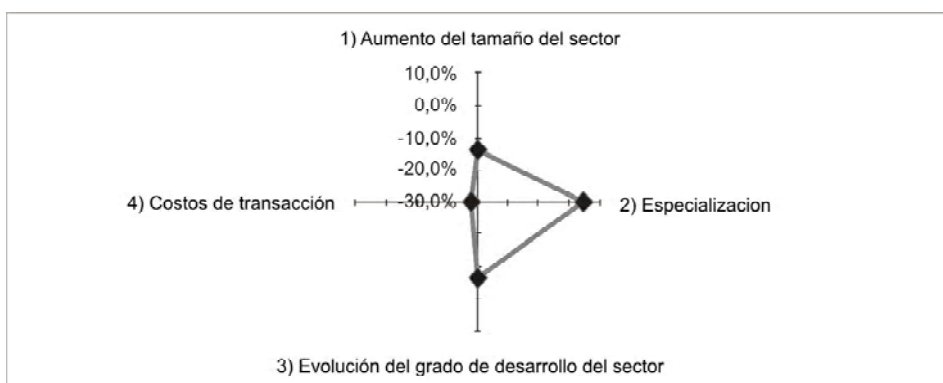 1) Aumento del tamaño del sector
10,0%
0,0%
-10,0%
-20,0%
-30,0%
4) Costos de transacción
2) Especializacion
3) Evolución del grado de desarrollo del sector